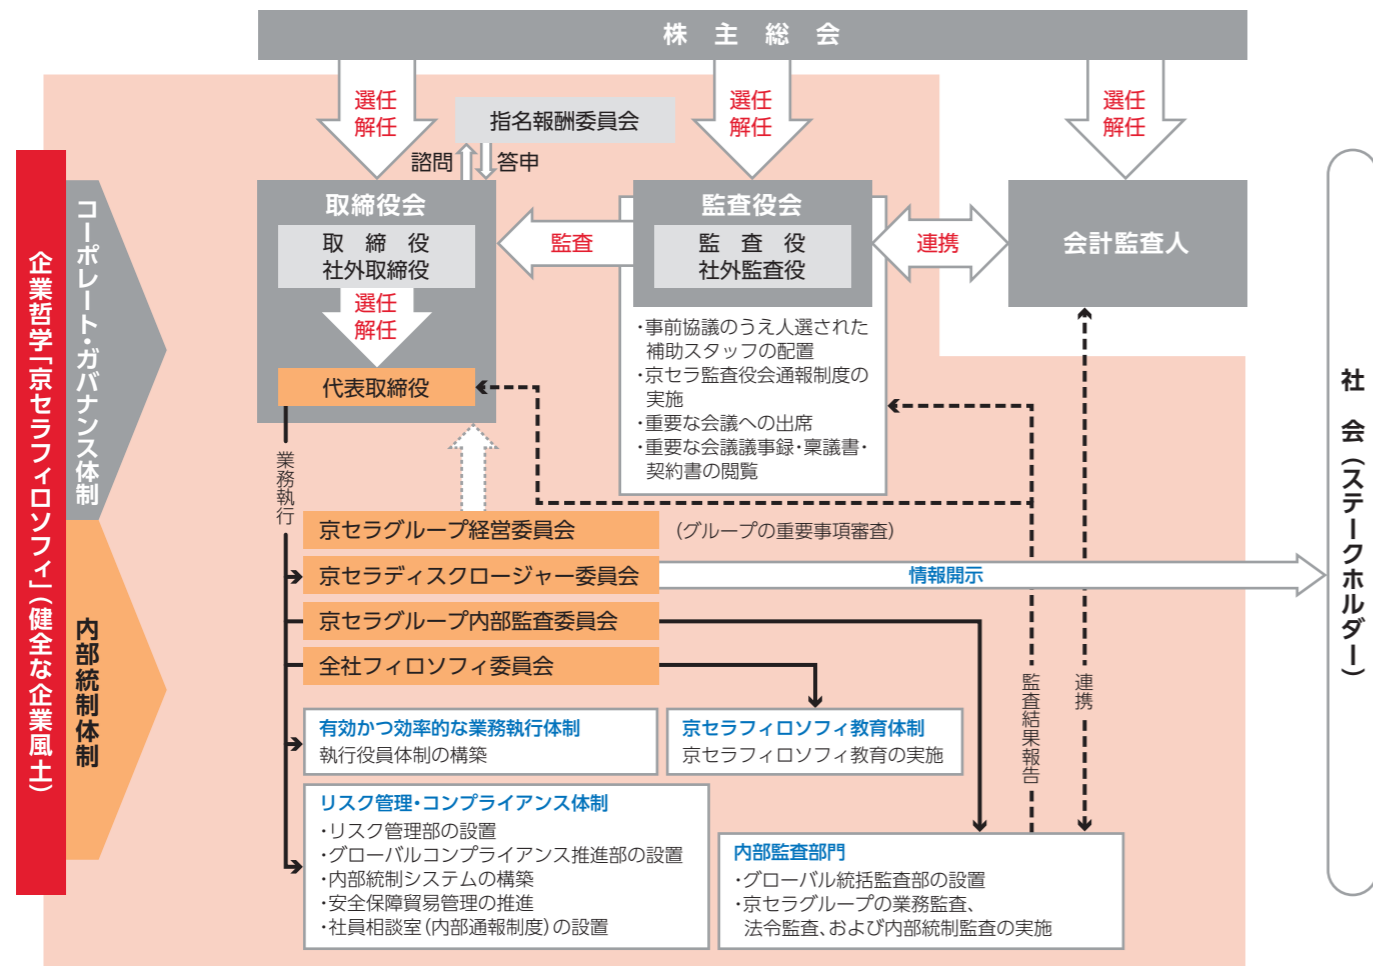 株主総会
選任
解任
選任
解任
選任
解任
指名報酬委員会
諮問
答申
取締役会
取締役
社外取締役
選任
解任
代表取締役
監査
監査役会
監査役
社外監査役
・事前協議のうえ人選された
補助スタッフの配置
・京セラ監査役会通報制度の
実施
・重要な会議への出席
・重要な会議議事録・稟議書・
契約書の閲覧
連携
会計監査人
企業哲学「京セラフィロソフィ」（健全な企業風土）
コーポレート・ガバナンス体制
内部統制体制
業務執行
京セラグループ経営委員会
（グループの重要事項審査）
京セラディスクロージャー委員会
情報開示
京セラグループ内部監査委員会
全社フィロソフィ委員会
有効かつ効率的な業務執行体制
執行役員体制の構築
京セラフィロソフィ教育体制
京セラフィロソフィ教育の実施
リスク管理・コンプライアンス体制
・リスク管理部の設置
・グローバルコンプライアンス推進部の設置
・内部統制システムの構築
・安全保障貿易管理の推進
・社員相談室（内部通報制度）の設置
内部監査部門
・グローバル統括監査部の設置
・京セラグループの業務監査、
法令監査、および内部統制監査の実施
監査結果報告
連携
社会（ステークホルダー）